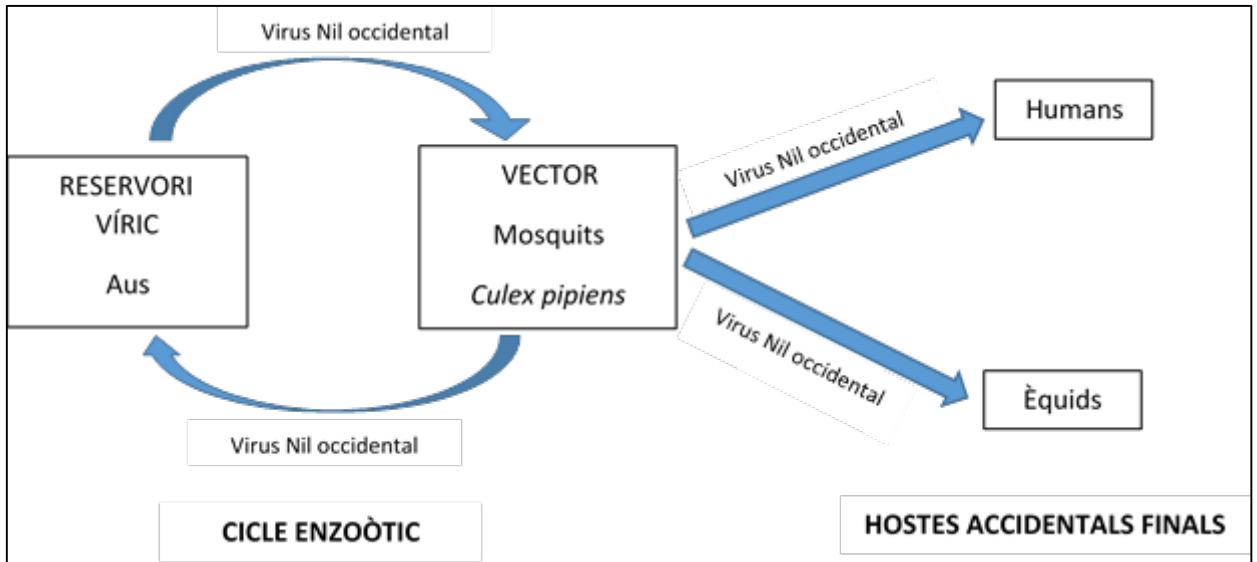 Virus Nil occidental
RESERVORI
VÍRIC
Aus
VECTOR
Mosquits
Culex pipiens
Virus Nil occidental
Humans
Virus Nil occidental
Èquids
Virus Nil occidental
CICLE ENZOÒTIC
HOSTES ACCIDENTALS FINALS